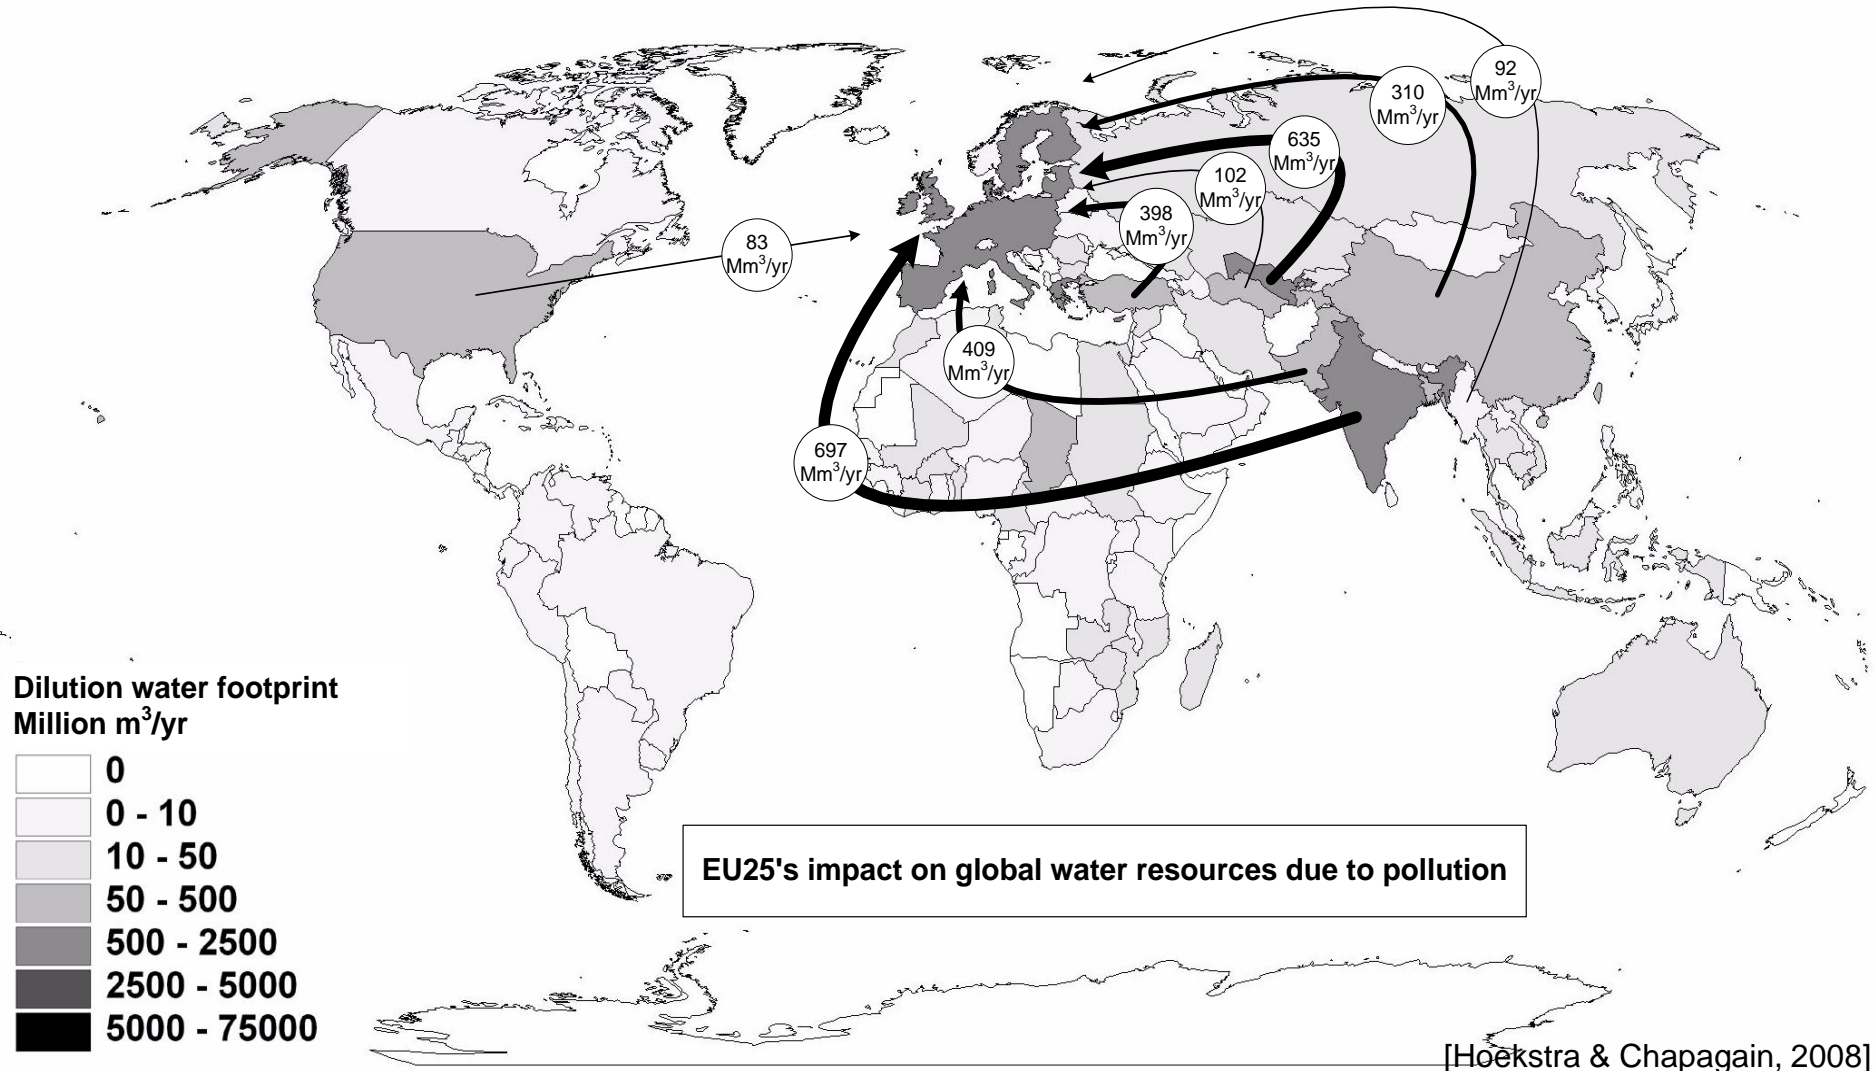 92
Mm³/yr
310
Mm³/yr
635
Mm³/yr
102
Mm³/yr
398
Mm³/yr
83
Mm³/yr
409
Mm³/yr
697
Mm³/yr
Dilution water footprint
Million m³/yr
0
0 - 10
10 - 50
50 - 500
500 - 2500
2500 - 5000
5000 - 75000
EU25's impact on global water resources due to pollution
[Hoekstra & Chapagain, 2008]